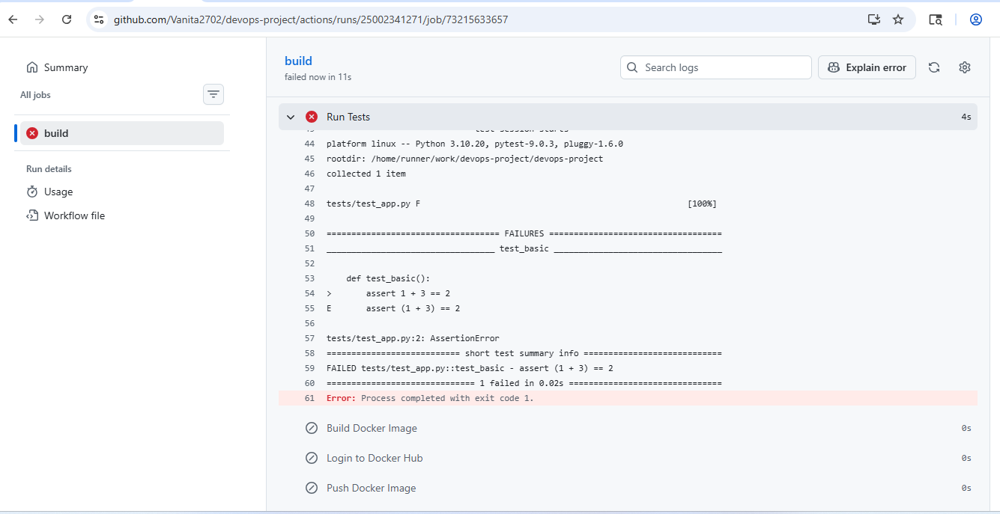 github.com/Vanita2702/devops-project/actions/runs/25002341271/job/73215633657
Summary
All jobs
build
Run details
Usage
Workflow file
build
failed now in 11s
Search logs
Explain error
Run Tests 4s
43 test session starts
44 platform linux -- Python 3.10.20, pytest-9.0.3, pluggy-1.6.0
45 rootdir: /home/runner/work/devops-project/devops-project
46 collected 1 item
47
48 tests/test_app.py F [100%]
49
50 =================================== FAILURES ===================================
51 __________________________________ test_basic __________________________________
52
53 def test_basic():
54 > assert 1 + 3 == 2
55 E assert (1 + 3) == 2
56
57 tests/test_app.py:2: AssertionError
58 =========================== short test summary info ============================
59 FAILED tests/test_app.py::test_basic - assert (1 + 3) == 2
60 ============================== 1 failed in 0.02s ===============================
61 Error: Process completed with exit code 1.
Build Docker Image 0s
Login to Docker Hub 0s
Push Docker Image 0s